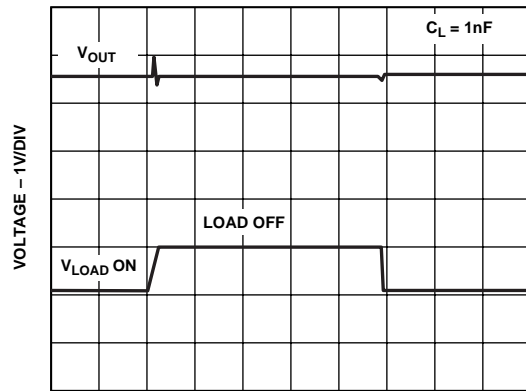 C_L = 1nF
V_OUT
VOLTAGE – 1V/DIV
LOAD OFF
V_LOAD ON